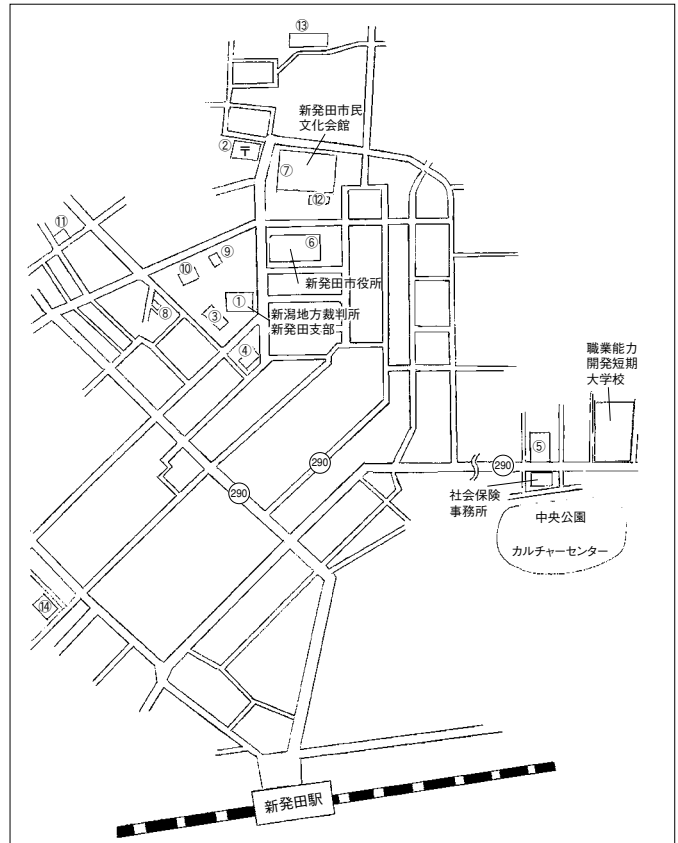 ⑬
新発田市民
文化会館
②
〒
⑦
⑫
⑪
⑨
⑥
⑩
新発田市役所
①
⑧
③
新潟地方裁判所
新発田支部
④
職業能力
開発短期
大学校
⑤
290
290
290
社会保険
事務所
中央公園
カルチャーセンター
⑭
新発田駅